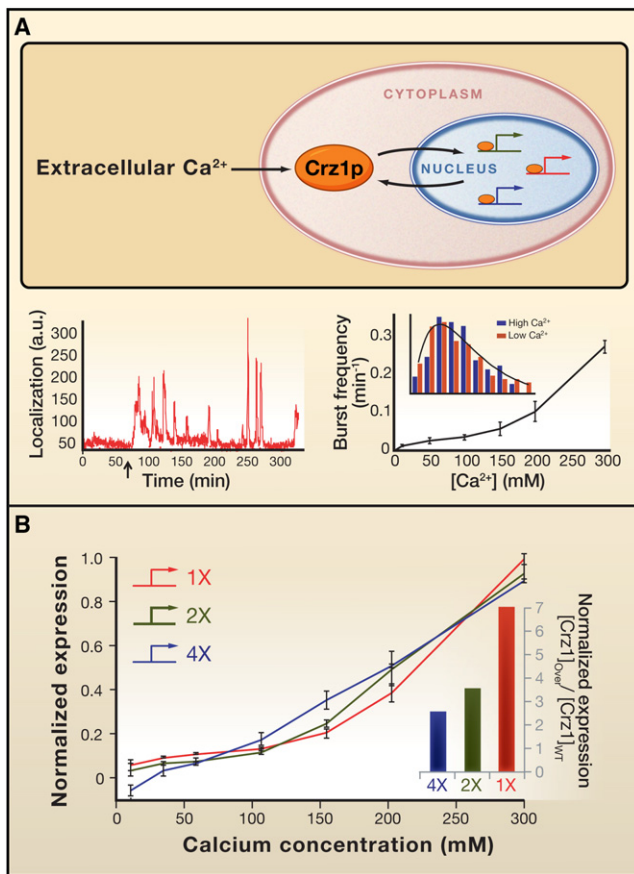 A
CYTOPLASM
Extracellular Ca²⁺
Crz1p
NUCLEUS
Localization (a.u.)
300
250
200
150
100
50
0 50 100 150 200 250 300
Time (min)
Burst frequency
(min⁻¹)
0.3
0.2
0.1
0
High Ca²⁺
Low Ca²⁺
0 50 100 150 200 250 300
[Ca²⁺] (mM)
B
Normalized expression
1.0
0.8
0.6
0.4
0.2
0
1X
2X
4X
0 50 100 150 200 300
Calcium concentration (mM)
4X 2X 1X
7
6
5
4
3
2
1
0
Normalized expression
[Crz1]Over/ [Crz1]WT